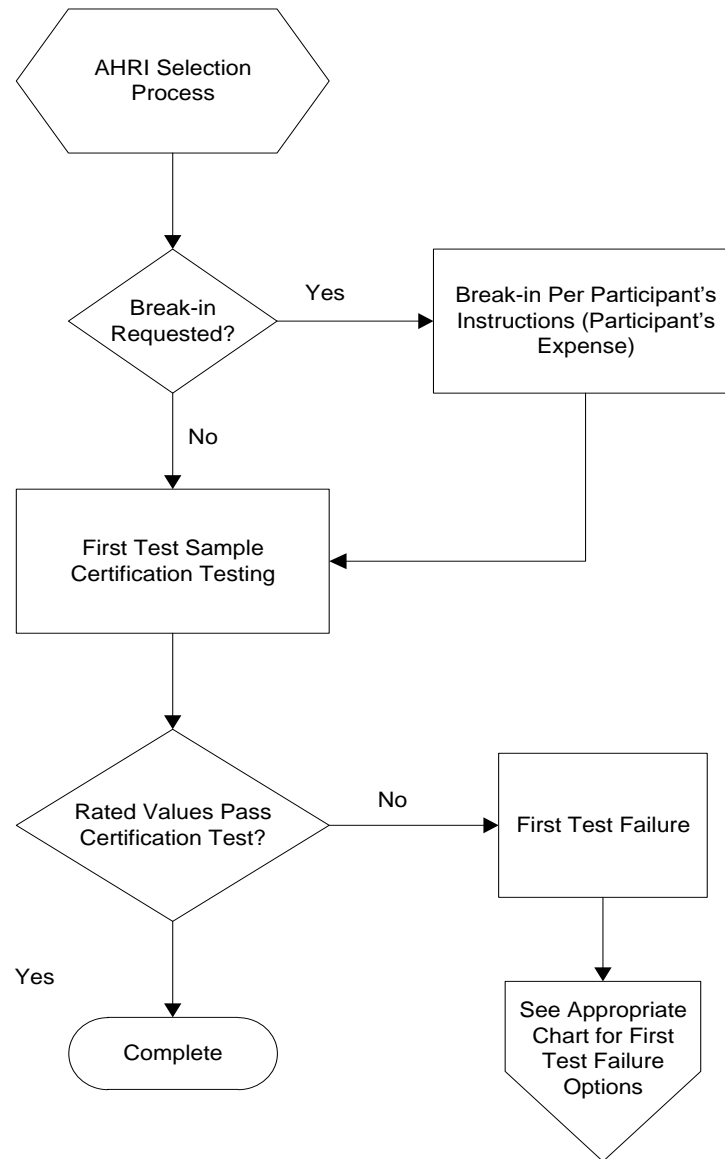 AHRI Selection
Process
Break-in
Requested?
Yes
Break-in Per Participant's
Instructions (Participant's
Expense)
No
First Test Sample
Certification Testing
Rated Values Pass
Certification Test?
No
First Test Failure
Yes
Complete
See Appropriate
Chart for First
Test Failure
Options